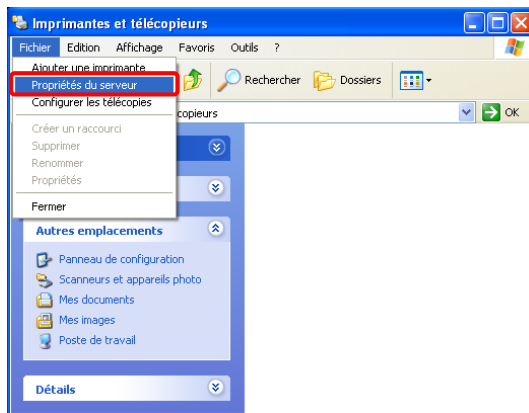 Imprimantes et télécopieurs
Fichier Edition Affichage Favoris Outils ?
Ajouter une imprimante
Propriétés du serveur
Configurer les télécopies
Créer un raccourci
Supprimer
Renommer
Propriétés
Fermer
Rechercher Dossiers
copieurs OK
Autres emplacements
Panneau de configuration
Scanneurs et appareils photo
Mes documents
Mes images
Poste de travail
Détails